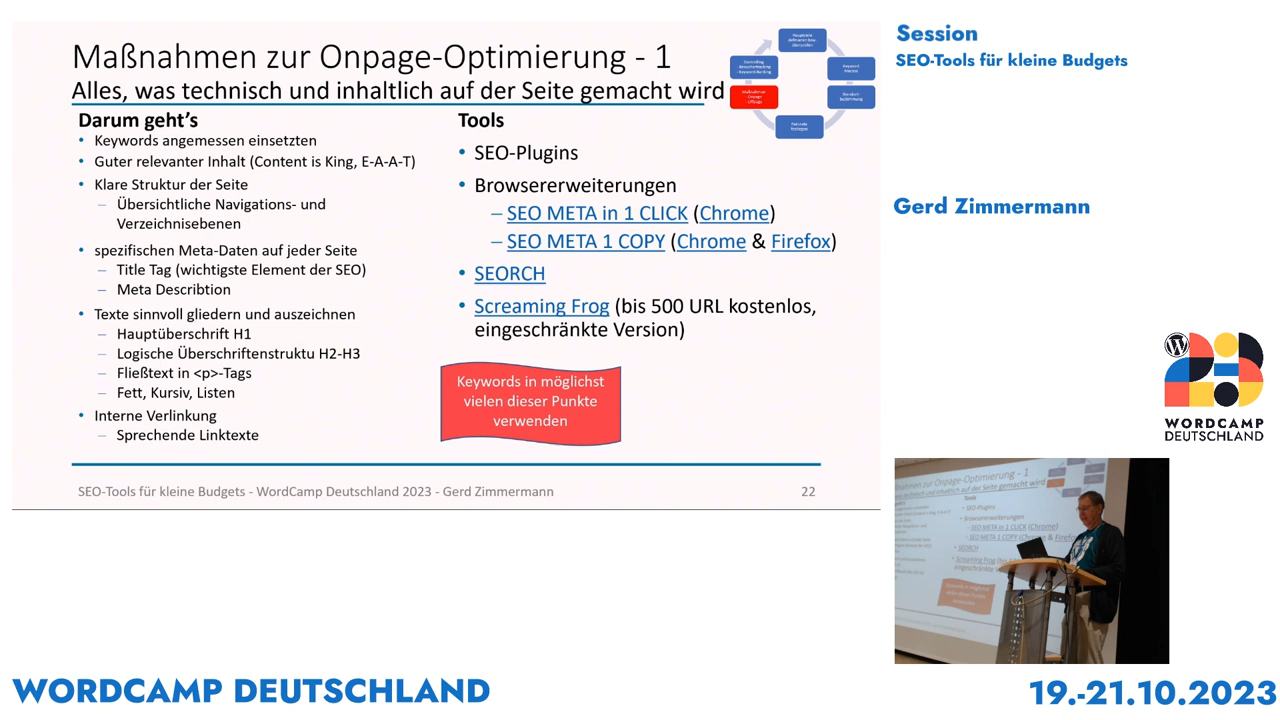 Maßnahmen zur Onpage-Optimierung - 1
Alles, was technisch und inhaltlich auf der Seite gemacht wird
Darum geht's
• Keywords angemessen einsetzten
• Guter relevanter Inhalt (Content is King, E-A-A-T)
• Klare Struktur der Seite
– Übersichtliche Navigations- und
Verzeichnisebenen
• spezifischen Meta-Daten auf jeder Seite
– Title Tag (wichtigste Element der SEO)
– Meta Describtion
• Texte sinnvoll gliedern und auszeichnen
– Hauptüberschrift H1
– Logische Überschriftenstruktu H2-H3
– Fließtext in <p>-Tags
– Fett, Kursiv, Listen
• Interne Verlinkung
– Sprechende Linktexte
Tools
• SEO-Plugins
• Browsererweiterungen
– SEO META in 1 CLICK (Chrome)
– SEO META 1 COPY (Chrome & Firefox)
• SEORCH
• Screaming Frog (bis 500 URL kostenlos,
eingeschränkte Version)
Keywords in möglichst
vielen dieser Punkte
verwenden
SEO-Tools für kleine Budgets - WordCamp Deutschland 2023 - Gerd Zimmermann
22
Session
SEO-Tools für kleine Budgets
Gerd Zimmermann
WORDCAMP
DEUTSCHLAND
WORDCAMP DEUTSCHLAND
19.-21.10.2023